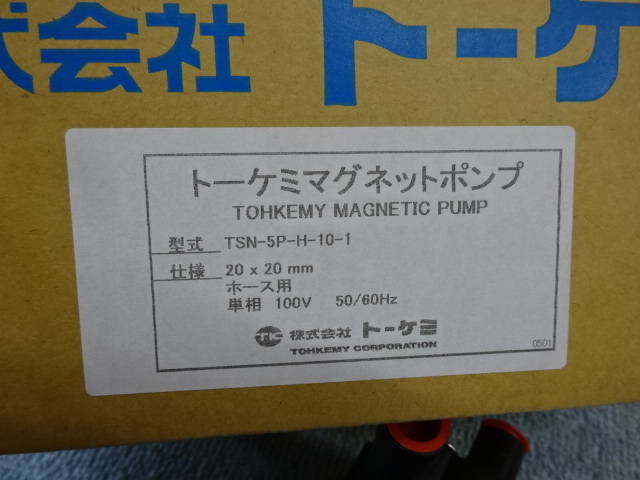 式会社 トーケ
トーケミマグネットポンプ
TOHKEMY MAGNETIC PUMP
型式 TSN-5P-H-10-1
仕様 20 x 20 mm
ホース用
単相 100V 50/60Hz
TKC 株式会社 トーケミ
TOHKEMY CORPORATION
0501